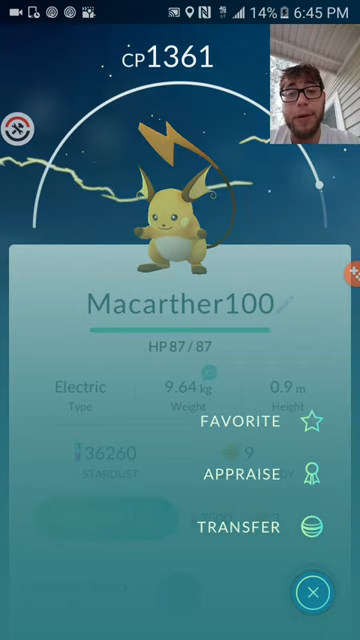 14% 6:45 PM
CP1361
Macarther100
HP 87 / 87
Electric 9.64 kg 0.9 m
Type Weight Height
FAVORITE
36260 9
STARDUST
APPRAISE
TRANSFER